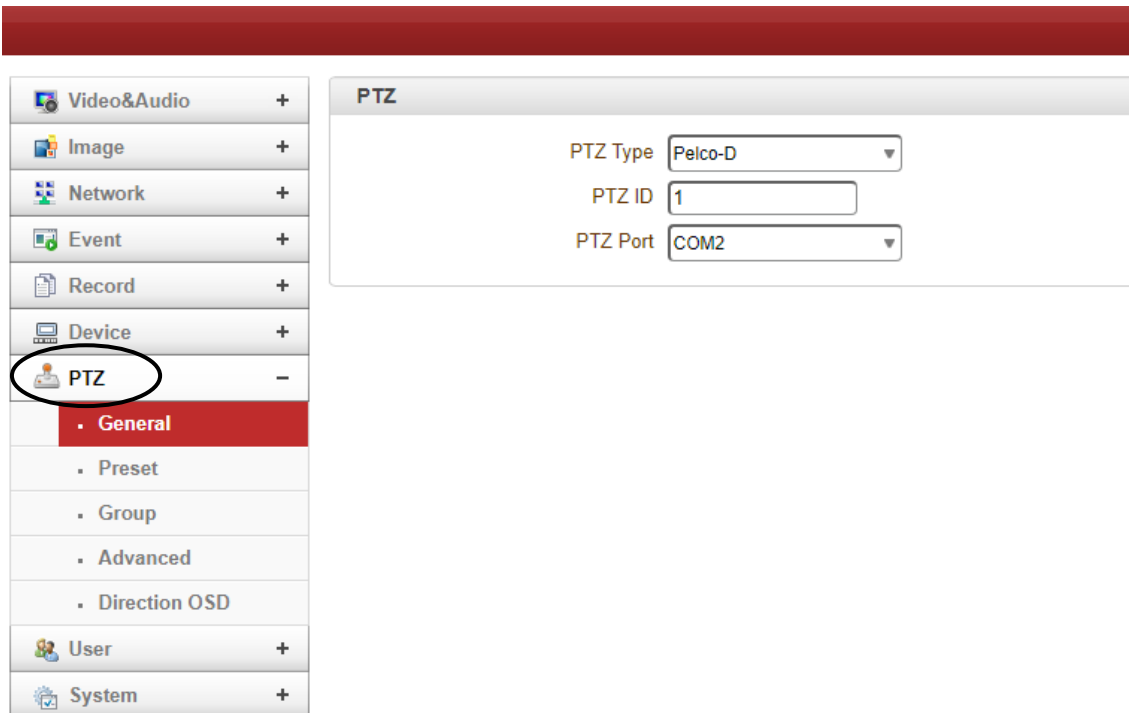 Video&Audio +
Image +
Network +
Event +
Record +
Device +
PTZ −
General
Preset
Group
Advanced
Direction OSD
User +
System +
PTZ
PTZ Type Pelco-D
PTZ ID 1
PTZ Port COM2